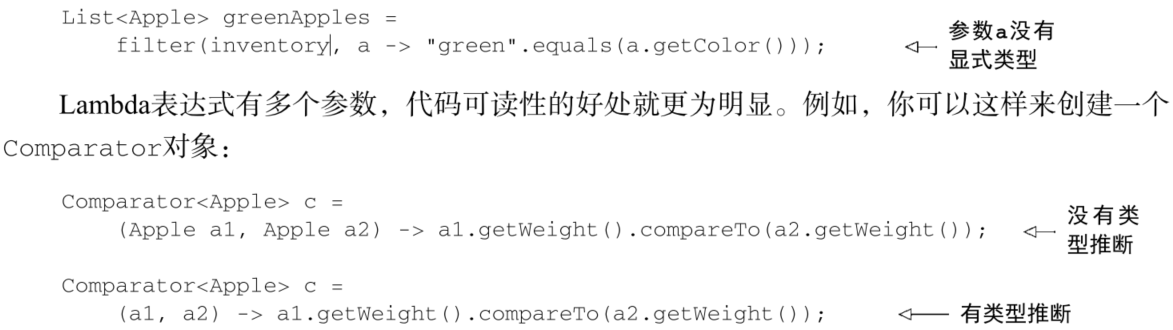 List<Apple> greenApples =
filter(inventory, a -> "green".equals(a.getColor()));
参数a没有
显式类型
Lambda表达式有多个参数，代码可读性的好处就更为明显。例如，你可以这样来创建一个
Comparator对象：
Comparator<Apple> c =
(Apple a1, Apple a2) -> a1.getWeight().compareTo(a2.getWeight());
没有类
型推断
Comparator<Apple> c =
(a1, a2) -> a1.getWeight().compareTo(a2.getWeight());
有类型推断